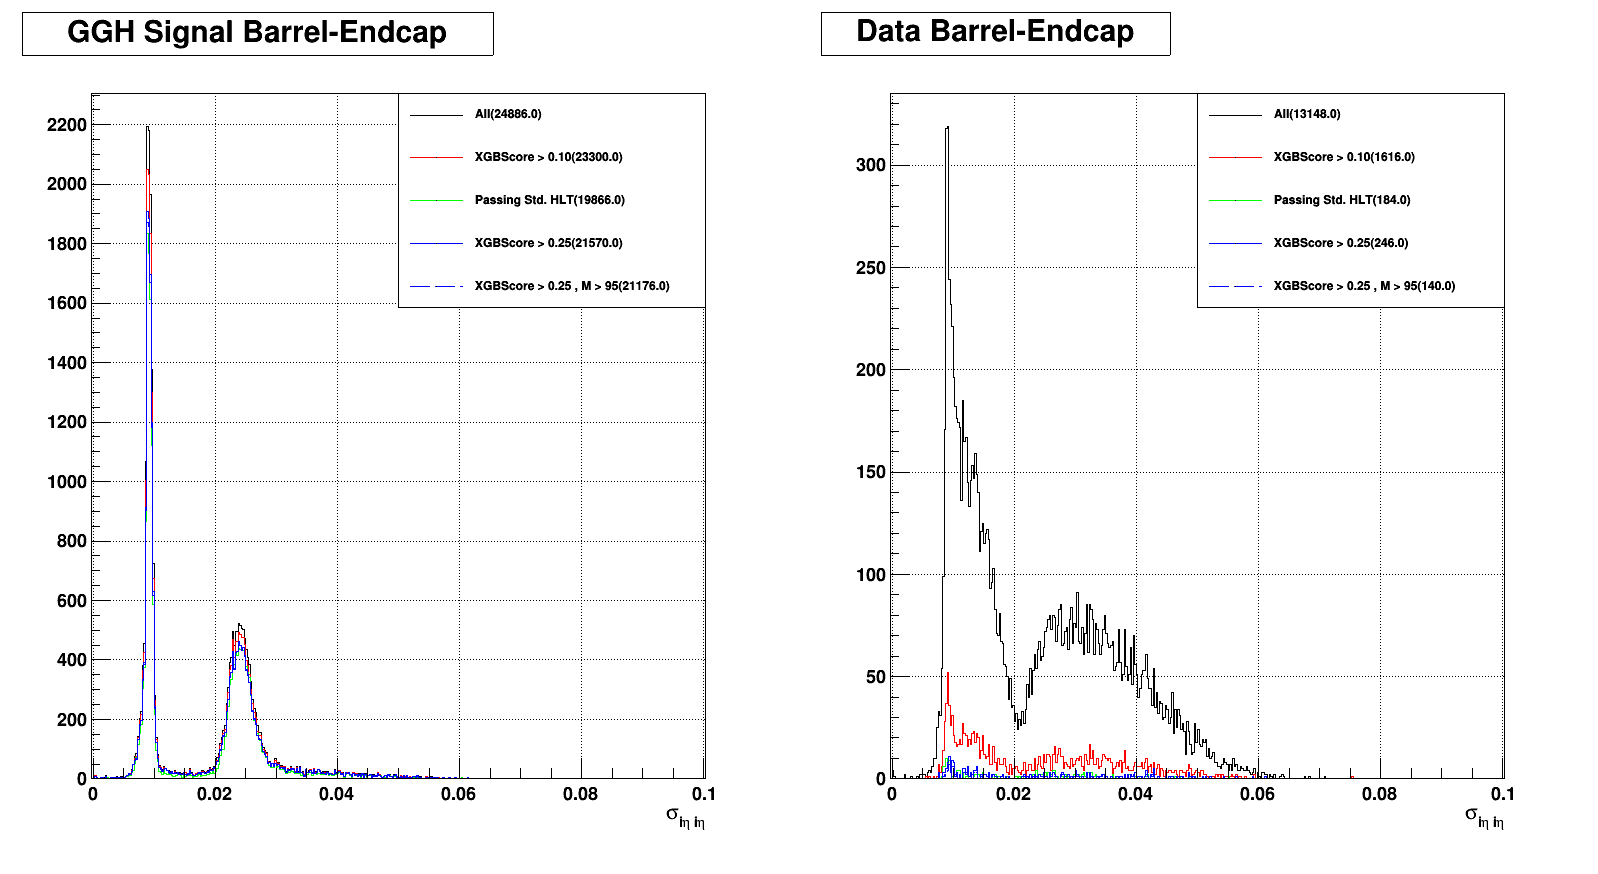 GGH Signal Barrel-Endcap
All(24886.0)
XGBScore > 0.10(23300.0)
Passing Std. HLT(19866.0)
XGBScore > 0.25(21570.0)
XGBScore > 0.25 , M > 95(21176.0)
2200
2000
1800
1600
1400
1200
1000
800
600
400
200
0
0 0.02 0.04 0.06 0.08 0.1
σiη iη
Data Barrel-Endcap
All(13148.0)
XGBScore > 0.10(1616.0)
Passing Std. HLT(184.0)
XGBScore > 0.25(246.0)
XGBScore > 0.25 , M > 95(140.0)
300
250
200
150
100
50
0
0 0.02 0.04 0.06 0.08 0.1
σiη iη